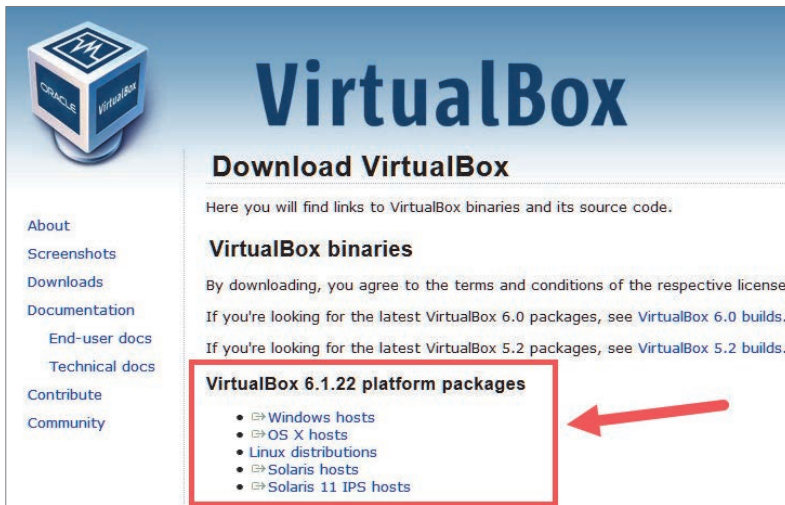 ORACLE
VirtualBox
VirtualBox
Download VirtualBox
Here you will find links to VirtualBox binaries and its source code.
About
Screenshots
Downloads
Documentation
End-user docs
Technical docs
Contribute
Community
VirtualBox binaries
By downloading, you agree to the terms and conditions of the respective license
If you're looking for the latest VirtualBox 6.0 packages, see VirtualBox 6.0 builds.
If you're looking for the latest VirtualBox 5.2 packages, see VirtualBox 5.2 builds.
VirtualBox 6.1.22 platform packages
Windows hosts
OS X hosts
Linux distributions
Solaris hosts
Solaris 11 IPS hosts